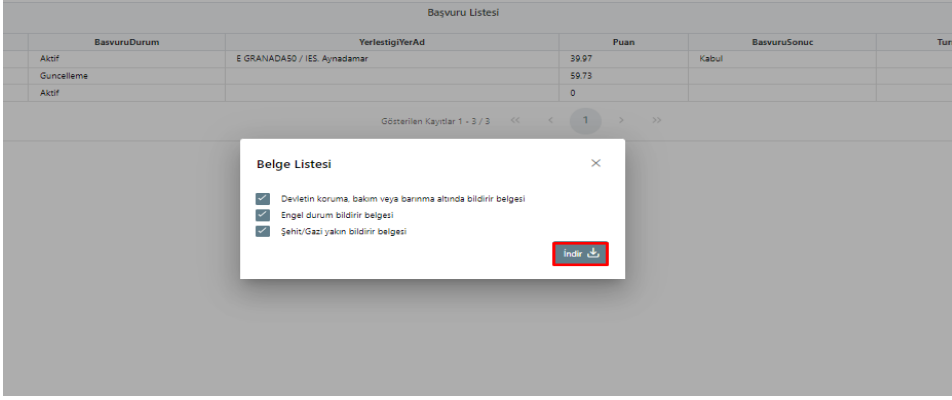 Başvuru Listesi
BasvuruDurum YerlestigiYerAd Puan BasvuruSonuc Tur
Aktif E GRANADA50 / IES. Aynadamar 39.97 Kabul
Guncelleme 59.73
Aktif 0
Gösterilen Kayıtlar 1 - 3 / 3 << < 1 > >>
Belge Listesi ×
Devletin koruma, bakım veya barınma altında bildirir belgesi
Engel durum bildirir belgesi
Şehit/Gazi yakın bildirir belgesi
İndir